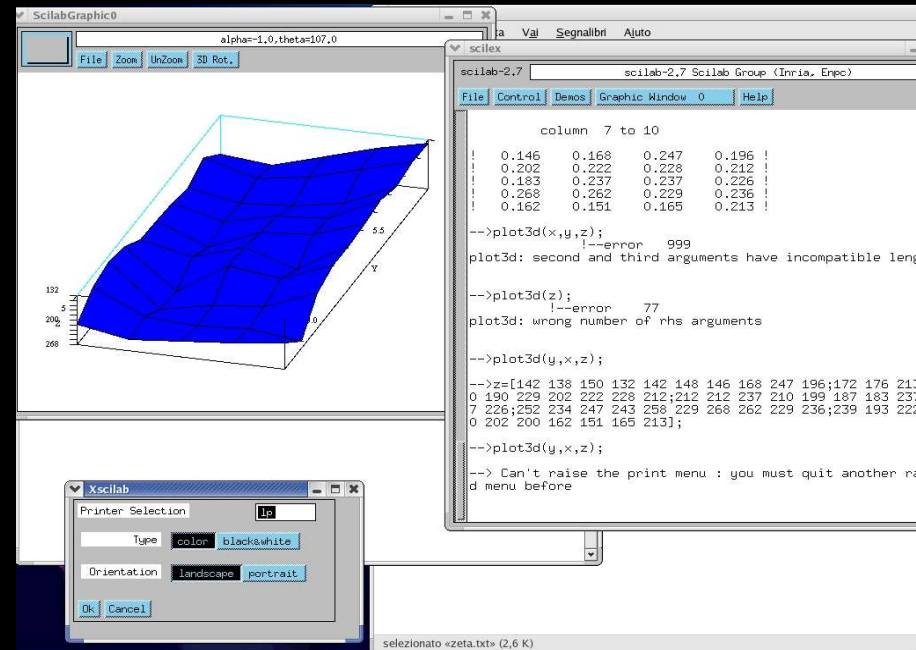 ScilabGraphic0
alpha=-1.0,theta=107.0
File Zoom UnZoom 3D Rot.
5.5
Y
132
5
200
Z
268
.0
Vai Segnalibri Aiuto
scilex
scilab-2.7 scilab-2.7 Scilab Group (Inria, Enpc)
File Control Demos Graphic Window 0 Help
column 7 to 10
! 0.146 0.168 0.247 0.196 !
! 0.202 0.222 0.228 0.212 !
! 0.183 0.237 0.237 0.226 !
! 0.268 0.262 0.229 0.236 !
! 0.162 0.151 0.165 0.213 !
-->plot3d(x,y,z);
!--error 999
plot3d: second and third arguments have incompatible leng
-->plot3d(z);
!--error 77
plot3d: wrong number of rhs arguments
-->plot3d(y,x,z);
-->z=[142 138 150 132 142 148 146 168 247 196;172 176 213
0 190 229 202 222 228 212;212 212 237 210 199 187 183 237
7 226;252 234 247 243 258 229 268 262 229 236;239 193 222
0 202 200 162 151 165 213];
-->plot3d(y,x,z);
--> Can't raise the print menu : you must quit another ra
d menu before
Xscilab
Printer Selection lp
Type color black&white
Orientation landscape portrait
Ok Cancel
selezionato «zeta.txt» (2,6 K)